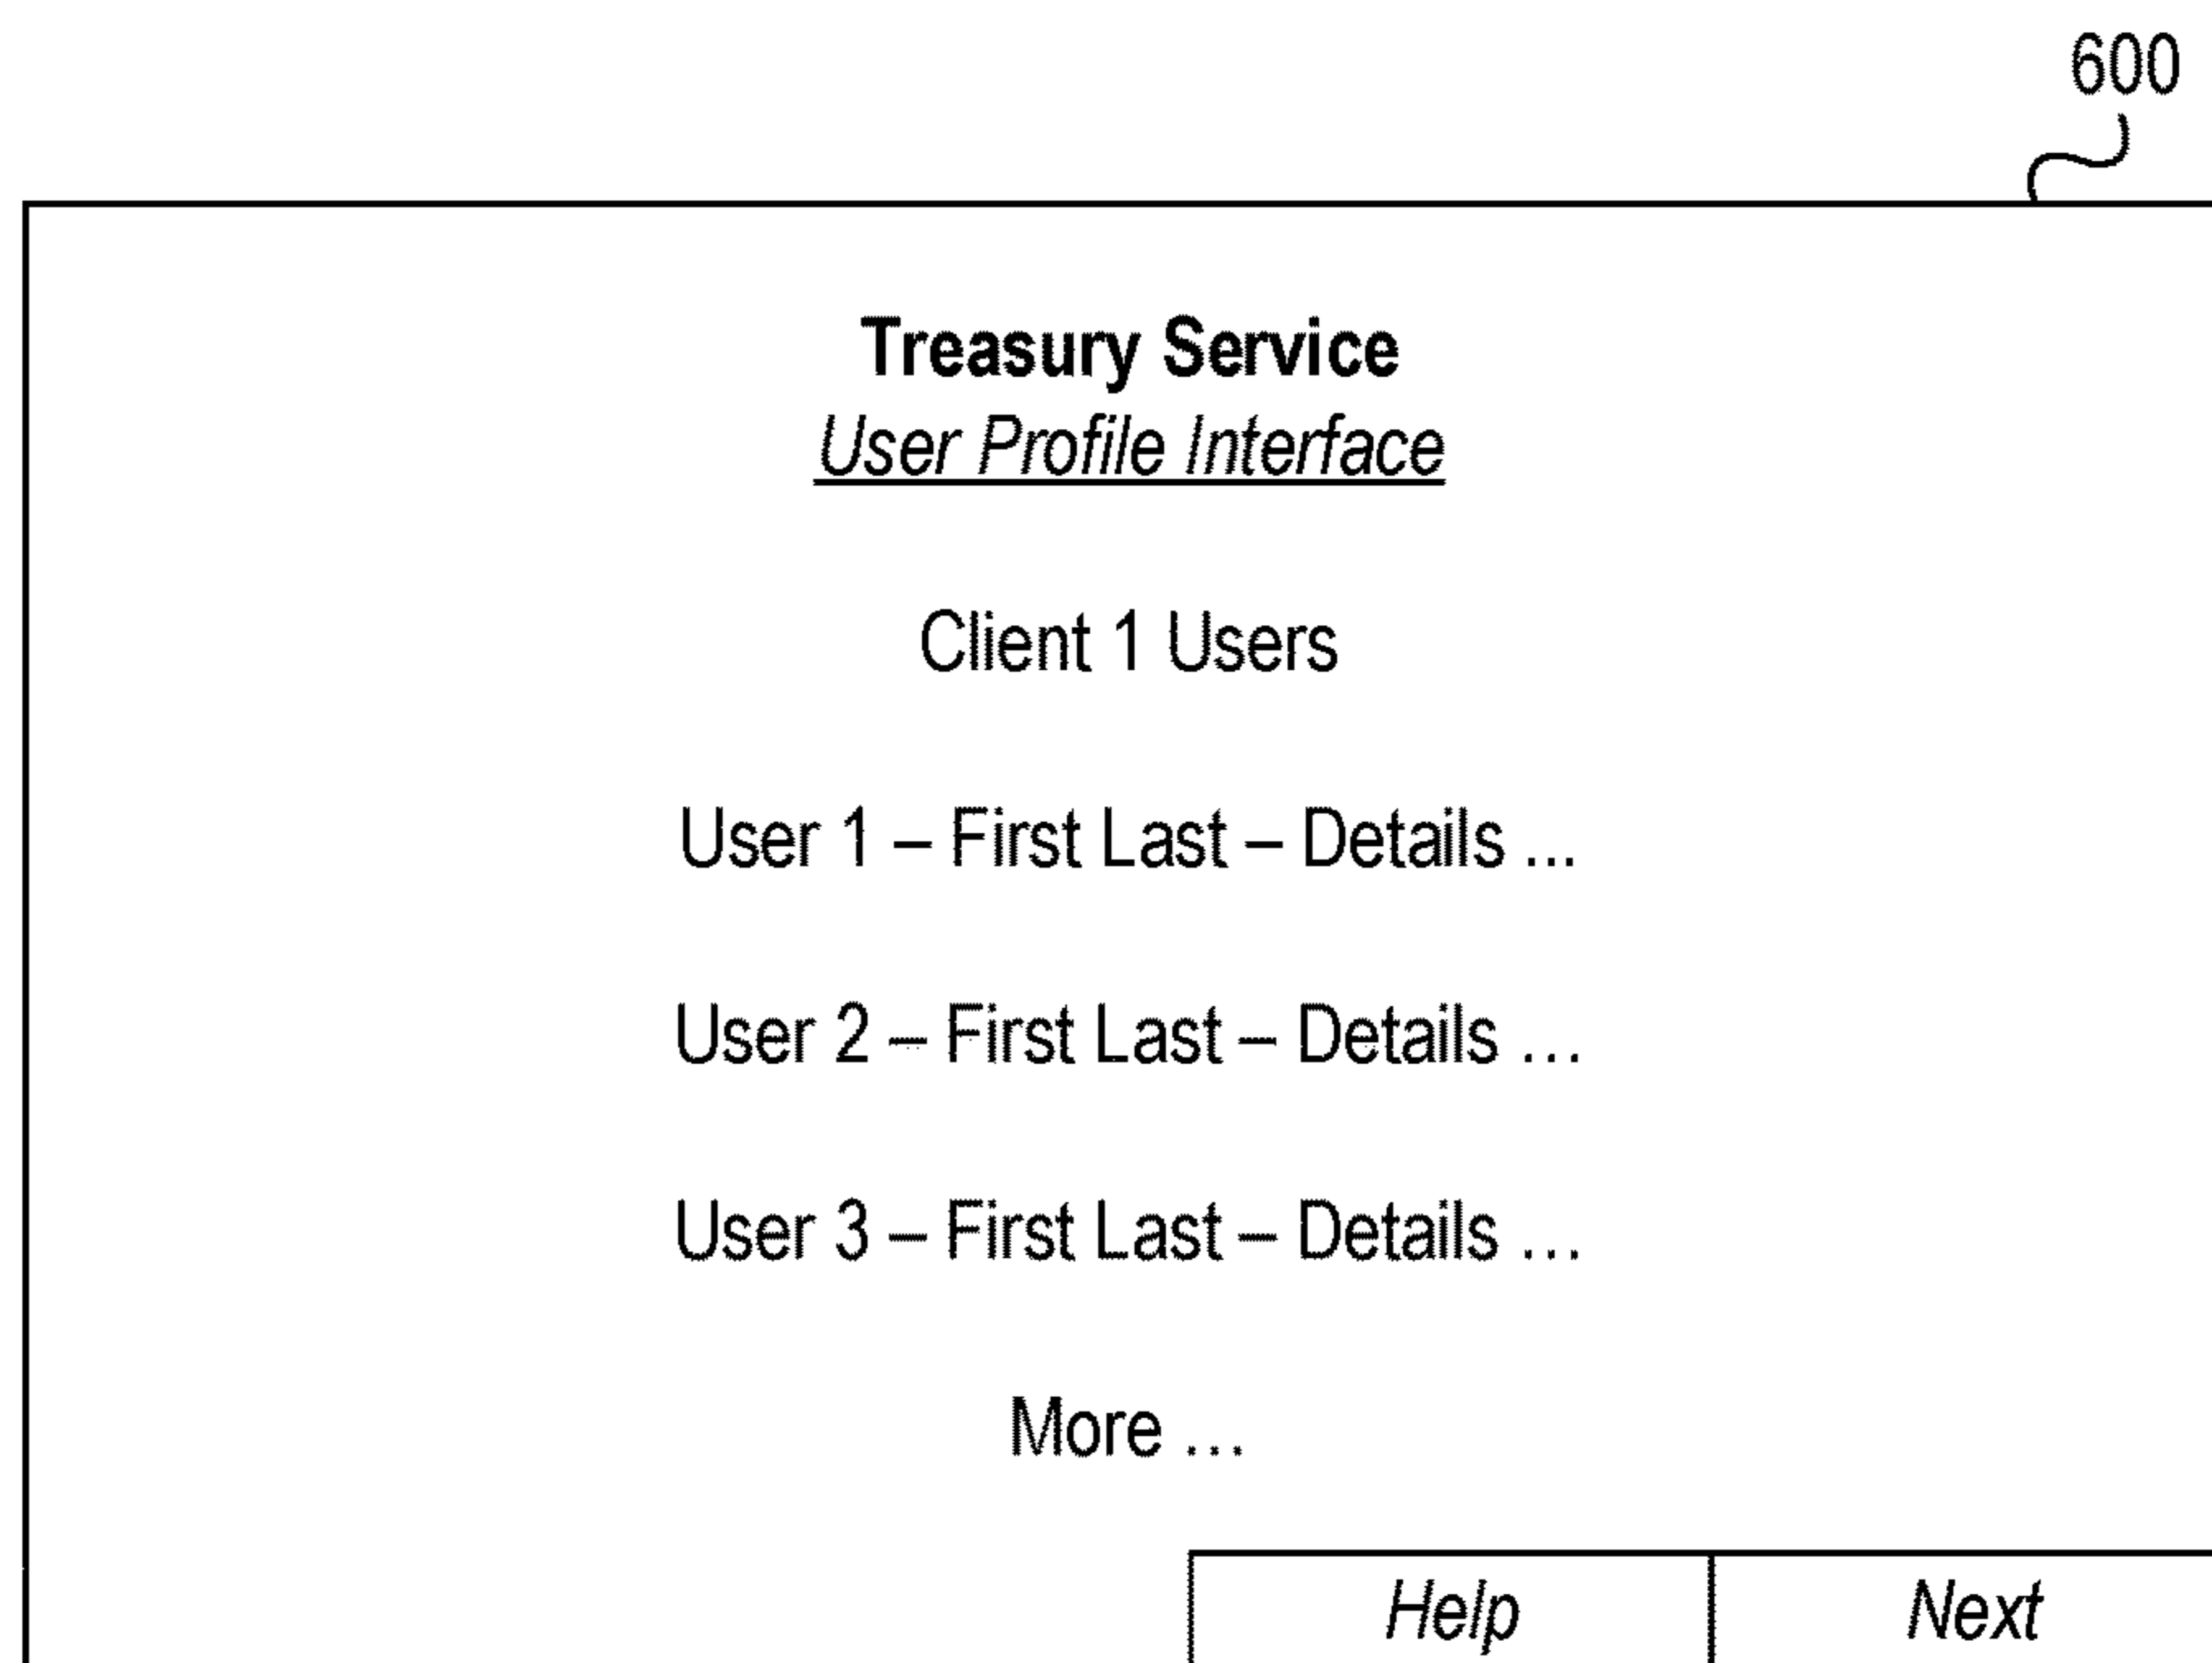 600
Treasury Service
User Profile Interface
Client 1 Users
User 1 – First Last – Details ...
User 2 – First Last – Details ...
User 3 – First Last – Details ...
More ...
Help Next